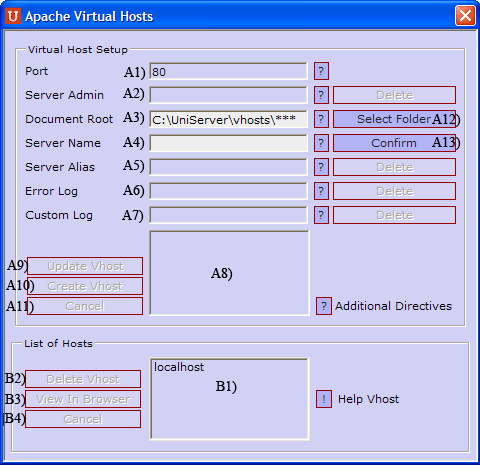 U Apache Virtual Hosts
Virtual Host Setup
Port A1) 80 ?
Server Admin A2) ? Delete
Document Root A3) C:\UniServer\vhosts\*** ? Select Folder A12)
Server Name A4) ? Confirm A13)
Server Alias A5) ? Delete
Error Log A6) ? Delete
Custom Log A7) ? Delete
A8)
A9) Update Vhost
A10) Create Vhost
A11) Cancel ? Additional Directives
List of Hosts
localhost
B1)
B2) Delete Vhost
B3) View In Browser ! Help Vhost
B4) Cancel